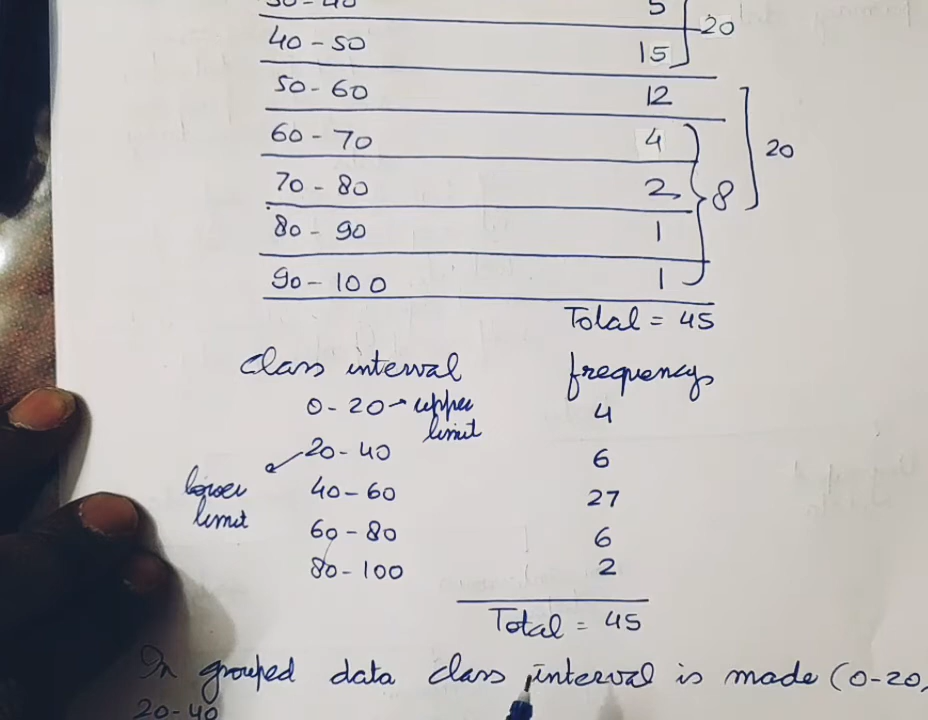 30-40 5
20
40-50 15
50-60 12
60-70 4
20
70-80 2
8
80-90 1
90-100 1
Total = 45
Class interval frequency
0-20 upper limit 4
20-40 6
lower limit
40-60 27
60-80 6
80-100 2
Total = 45
In grouped data class interval is made (0-20,
20-40